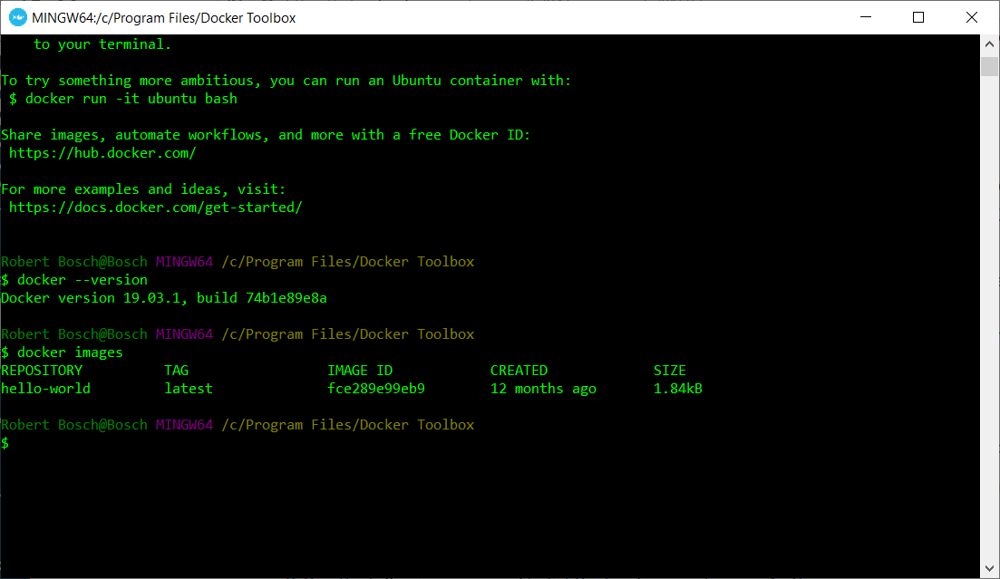 MINGW64:/c/Program Files/Docker Toolbox
to your terminal.
To try something more ambitious, you can run an Ubuntu container with:
$ docker run -it ubuntu bash
Share images, automate workflows, and more with a free Docker ID:
https://hub.docker.com/
For more examples and ideas, visit:
https://docs.docker.com/get-started/
Robert Bosch@Bosch MINGW64 /c/Program Files/Docker Toolbox
$ docker --version
Docker version 19.03.1, build 74b1e89e8a
Robert Bosch@Bosch MINGW64 /c/Program Files/Docker Toolbox
$ docker images
REPOSITORY TAG IMAGE ID CREATED SIZE
hello-world latest fce289e99eb9 12 months ago 1.84kB
Robert Bosch@Bosch MINGW64 /c/Program Files/Docker Toolbox
$